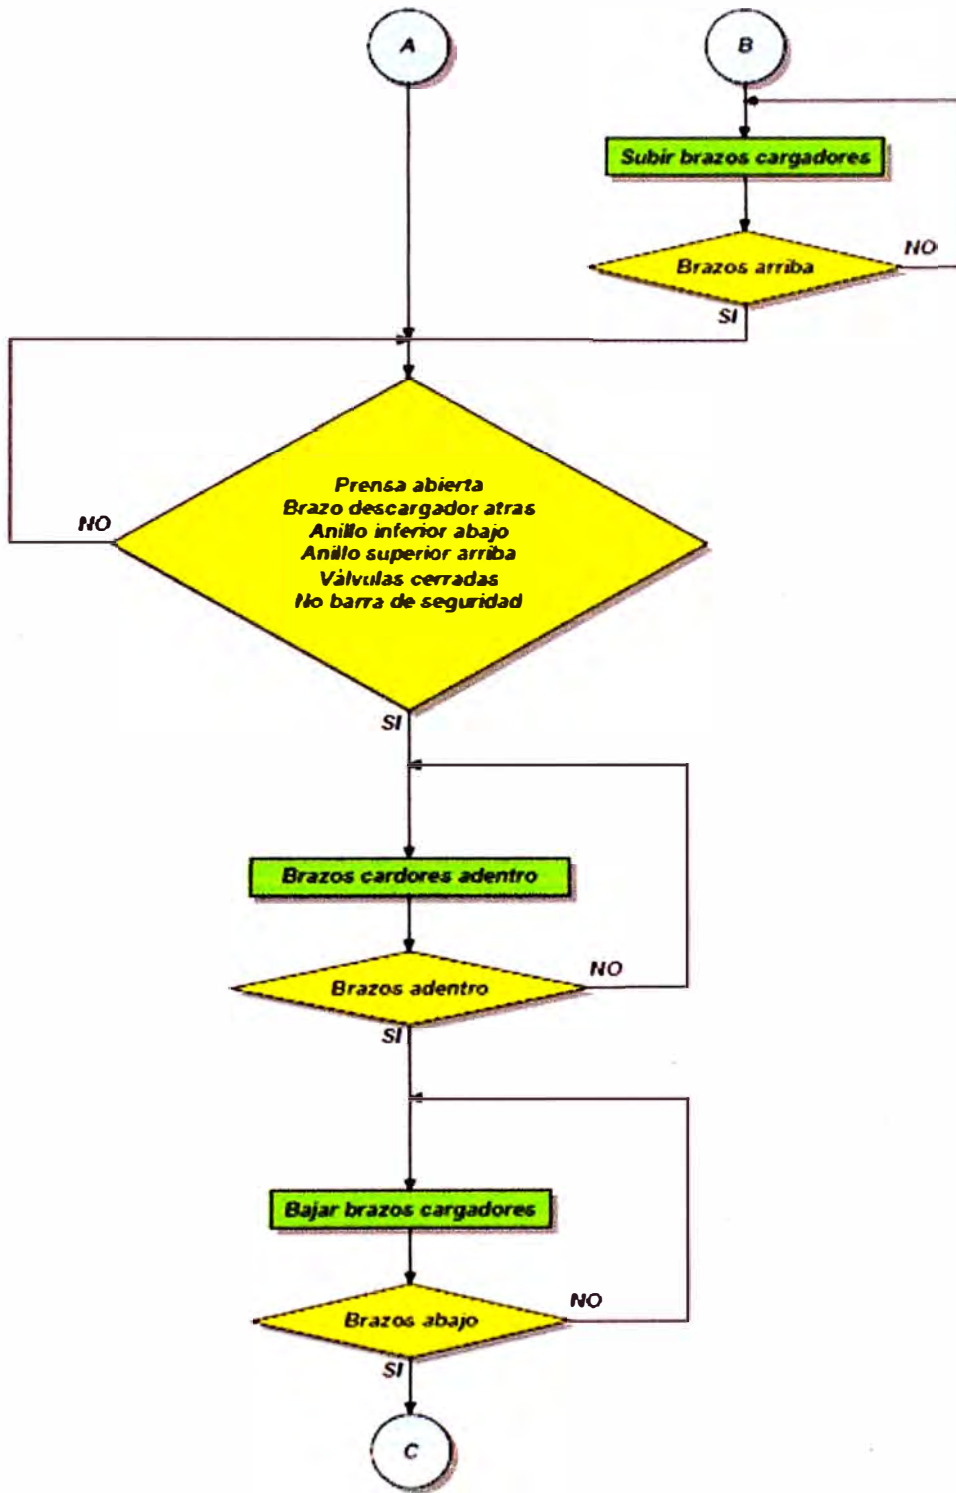 A
B
Subir brazos cargadores
Brazos arriba
NO
SI
Prensa abierta
Brazo descargador atras
Anillo inferior abajo
Anillo superior arriba
Válvulas cerradas
No barra de seguridad
NO
SI
Brazos cardores adentro
Brazos adentro
NO
SI
Bajar brazos cargadores
Brazos abajo
NO
SI
C